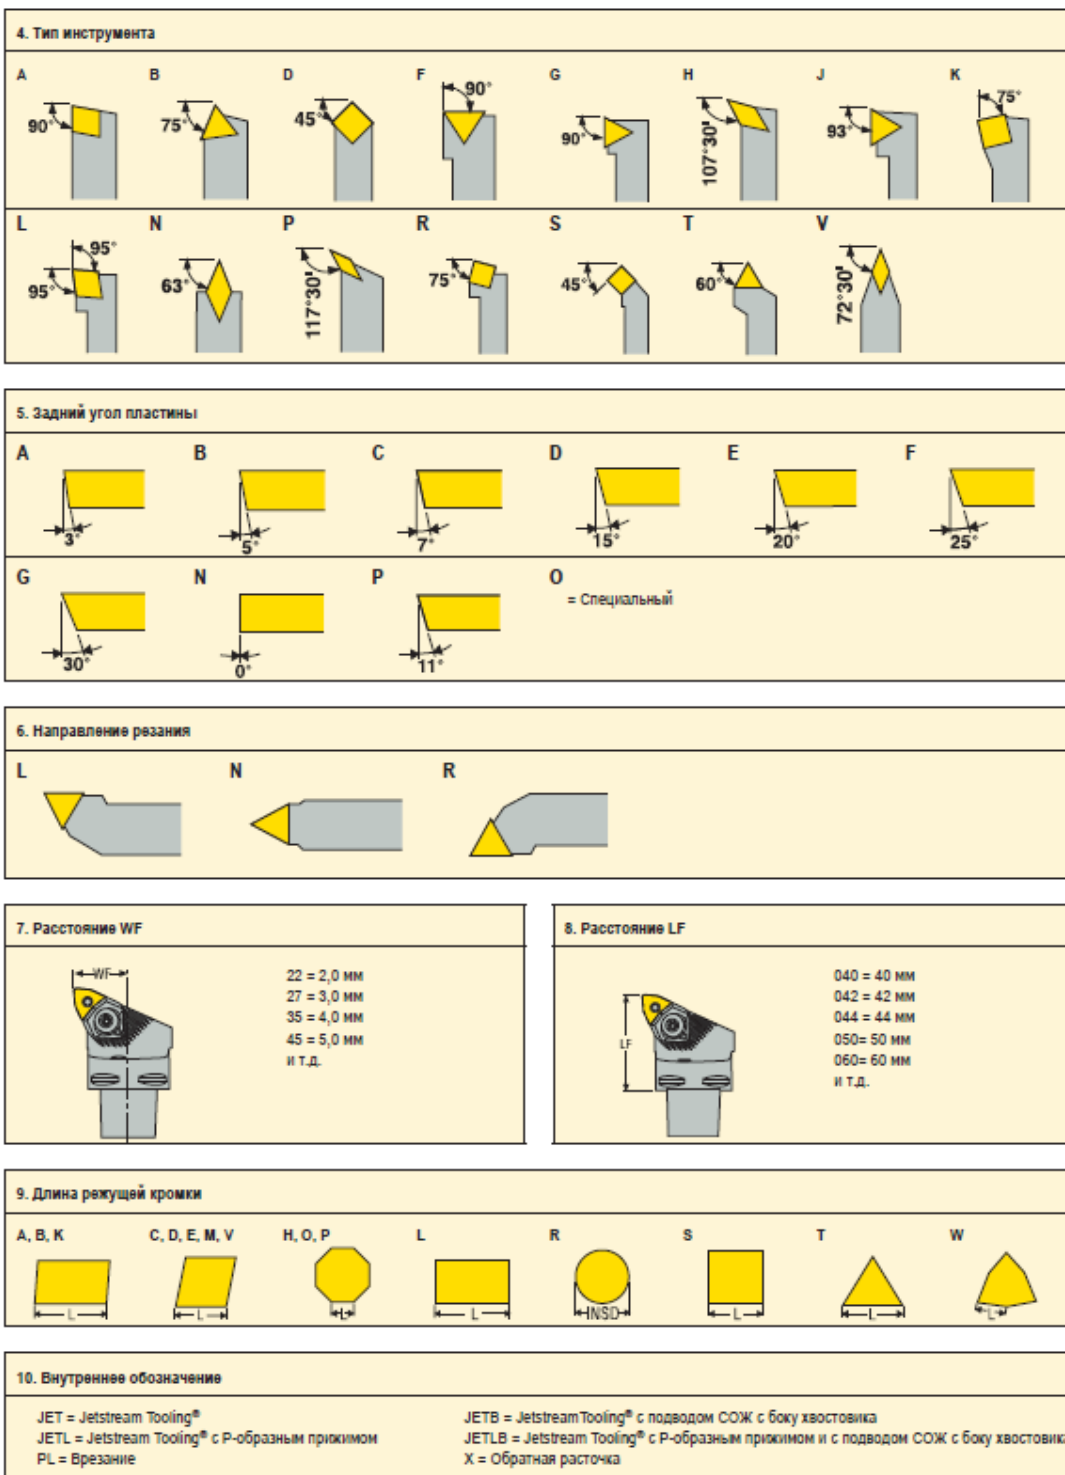 4. Тип инструмента
A B D F G H J K
90° 75° 45° 90° 90° 107°30' 93° 75°
L N P R S T V
95° 95° 63° 117°30' 75° 45° 60° 72°30'
5. Задний угол пластины
A B C D E F
3° 5° 7° 15° 20° 25°
G N P O
= Специальный
30° 0° 11°
6. Направление резания
L N R
7. Расстояние WF
WF
22 = 2,0 мм
27 = 3,0 мм
35 = 4,0 мм
45 = 5,0 мм
и т.д.
8. Расстояние LF
LF
040 = 40 мм
042 = 42 мм
044 = 44 мм
050= 50 мм
060= 60 мм
и т.д.
9. Длина режущей кромки
A, B, K C, D, E, M, V H, O, P L R S T W
L L L L INSD L L L
10. Внутреннее обозначение
JET = Jetstream Tooling®
JETL = Jetstream Tooling® с P-образным прижимом
PL = Врезание
JETB = JetstreamTooling® с подводом СОЖ с боку хвостовика
JETLB = Jetstream Tooling® с P-образным прижимом и с подводом СОЖ с боку хвостовика
X = Обратная расточка